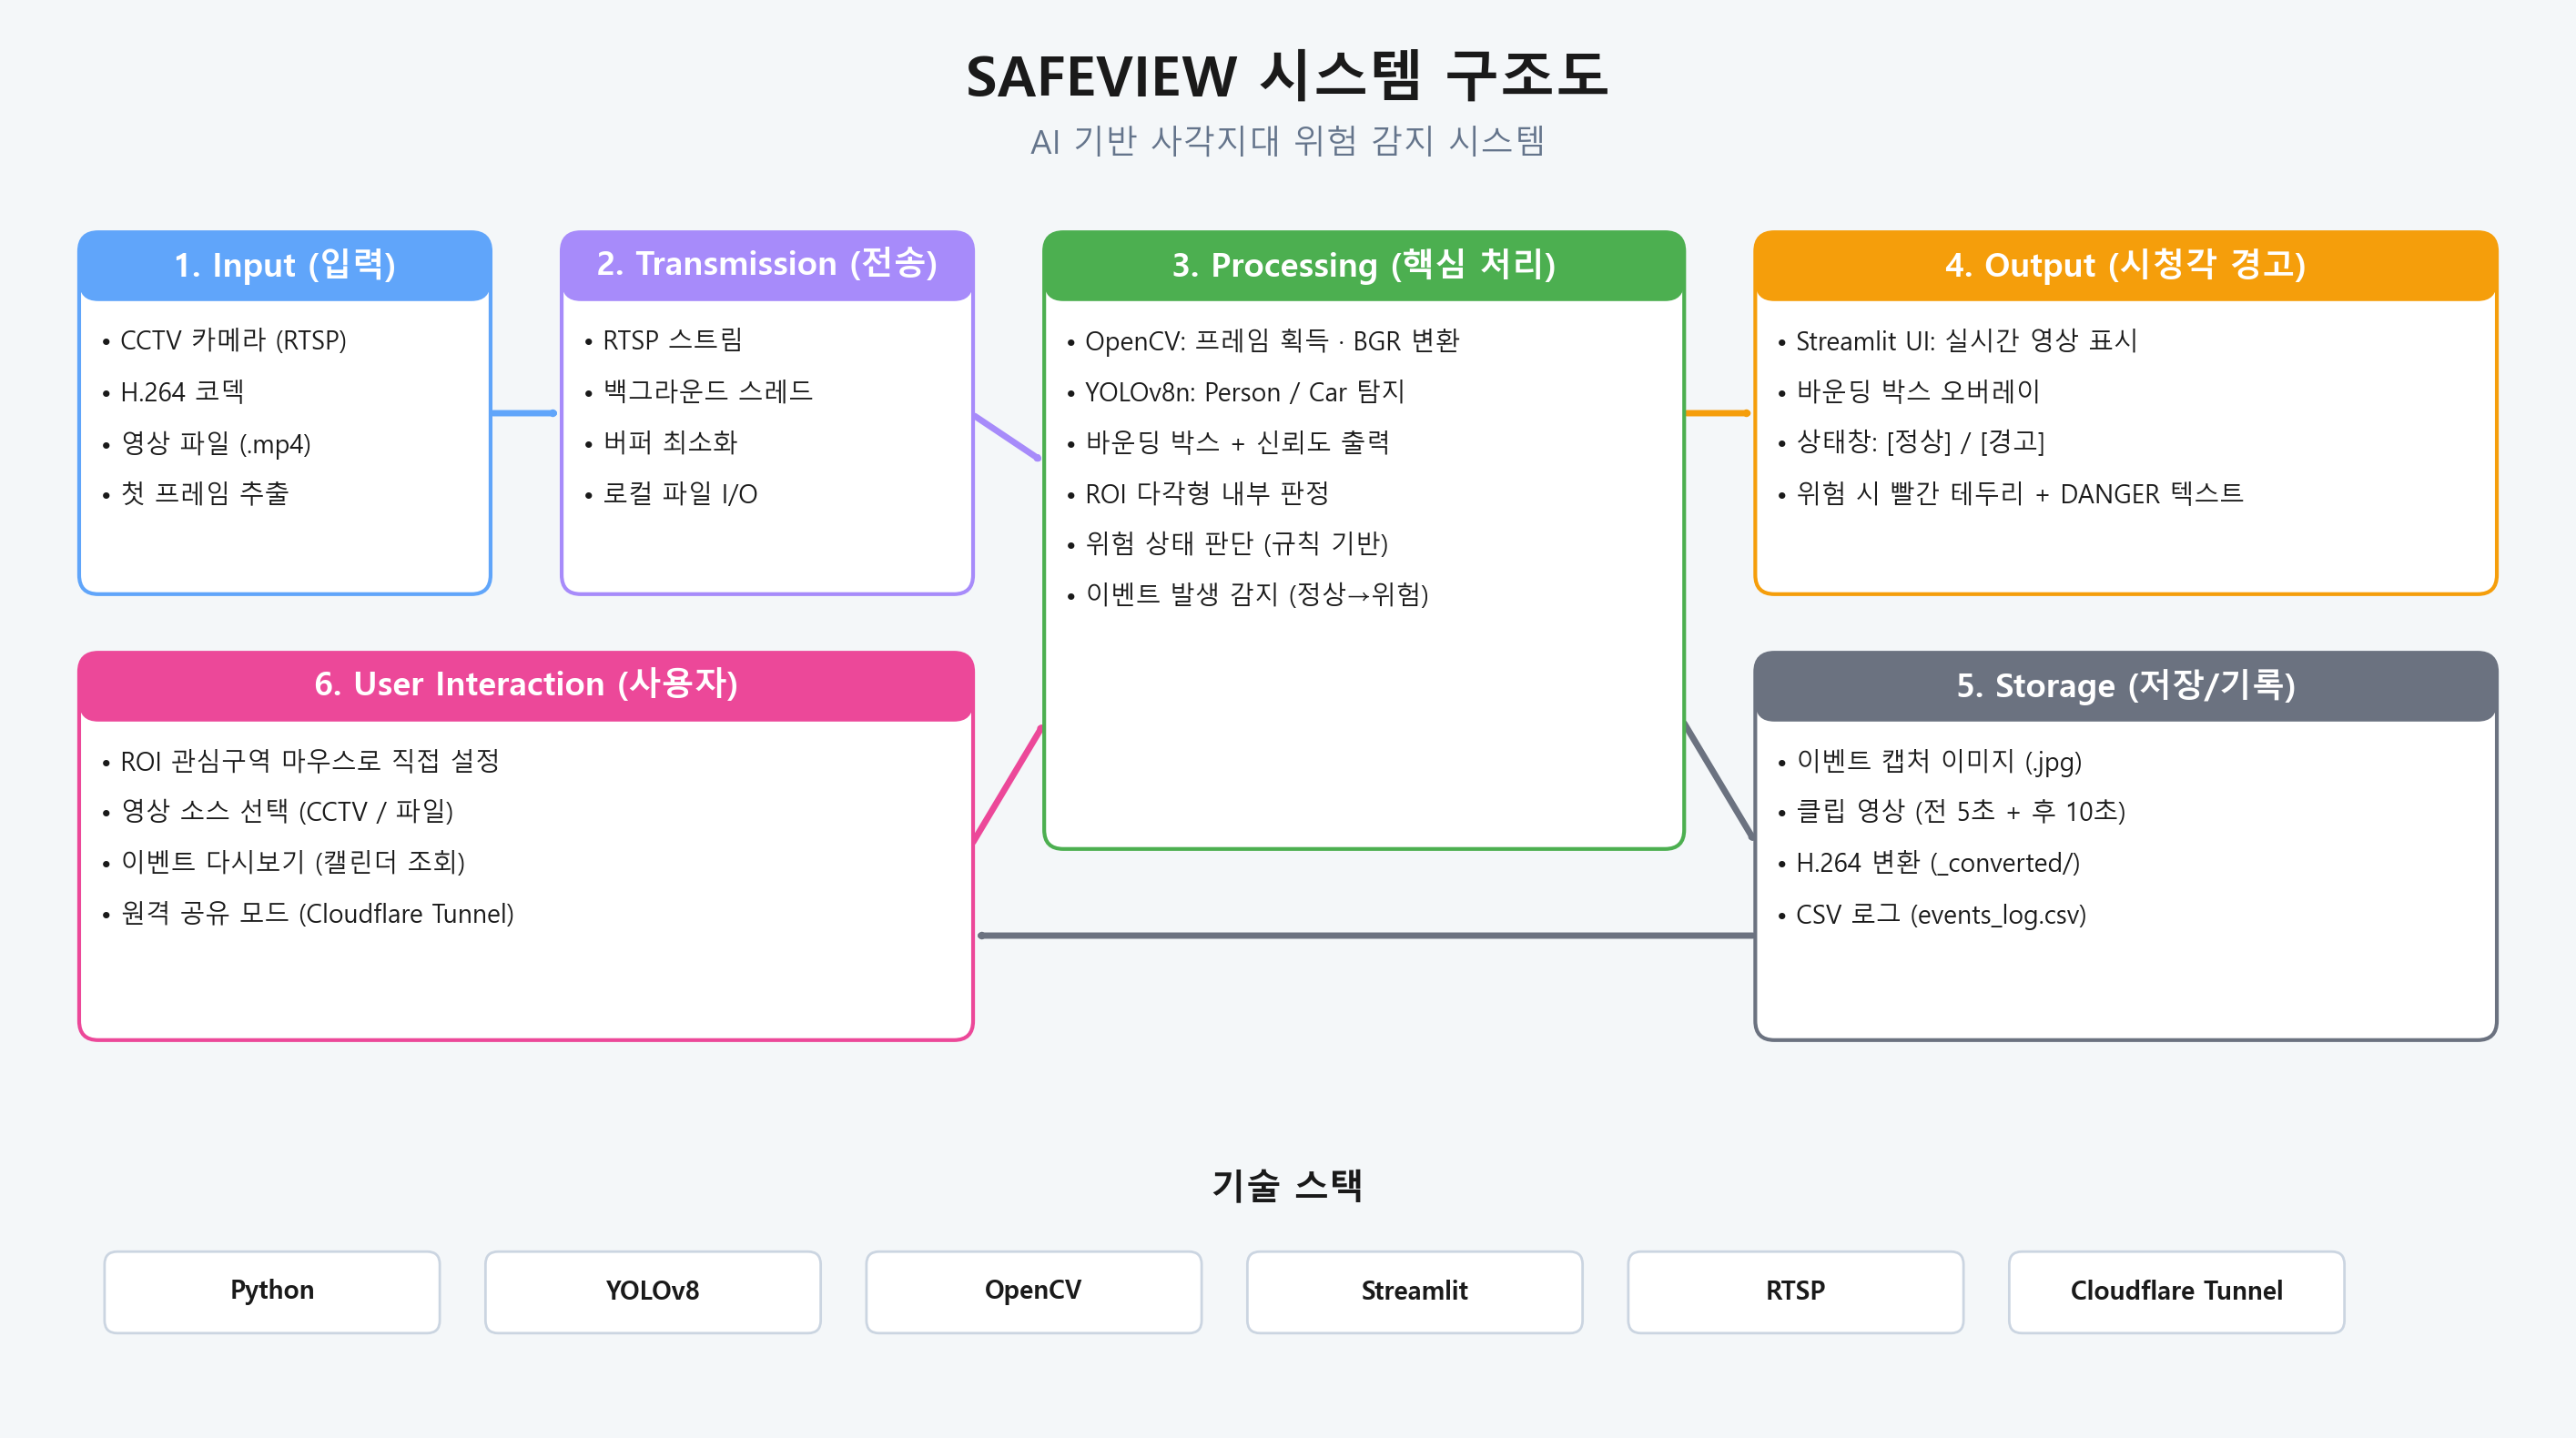 SAFEVIEW 시스템 구조도
AI 기반 사각지대 위험 감지 시스템
1. Input (입력)
• CCTV 카메라 (RTSP)
• H.264 코덱
• 영상 파일 (.mp4)
• 첫 프레임 추출
2. Transmission (전송)
• RTSP 스트림
• 백그라운드 스레드
• 버퍼 최소화
• 로컬 파일 I/O
3. Processing (핵심 처리)
• OpenCV: 프레임 획득 · BGR 변환
• YOLOv8n: Person / Car 탐지
• 바운딩 박스 + 신뢰도 출력
• ROI 다각형 내부 판정
• 위험 상태 판단 (규칙 기반)
• 이벤트 발생 감지 (정상→위험)
4. Output (시청각 경고)
• Streamlit UI: 실시간 영상 표시
• 바운딩 박스 오버레이
• 상태창: [정상] / [경고]
• 위험 시 빨간 테두리 + DANGER 텍스트
6. User Interaction (사용자)
• ROI 관심구역 마우스로 직접 설정
• 영상 소스 선택 (CCTV / 파일)
• 이벤트 다시보기 (캘린더 조회)
• 원격 공유 모드 (Cloudflare Tunnel)
5. Storage (저장/기록)
• 이벤트 캡처 이미지 (.jpg)
• 클립 영상 (전 5초 + 후 10초)
• H.264 변환 (_converted/)
• CSV 로그 (events_log.csv)
기술 스택
Python
YOLOv8
OpenCV
Streamlit
RTSP
Cloudflare Tunnel